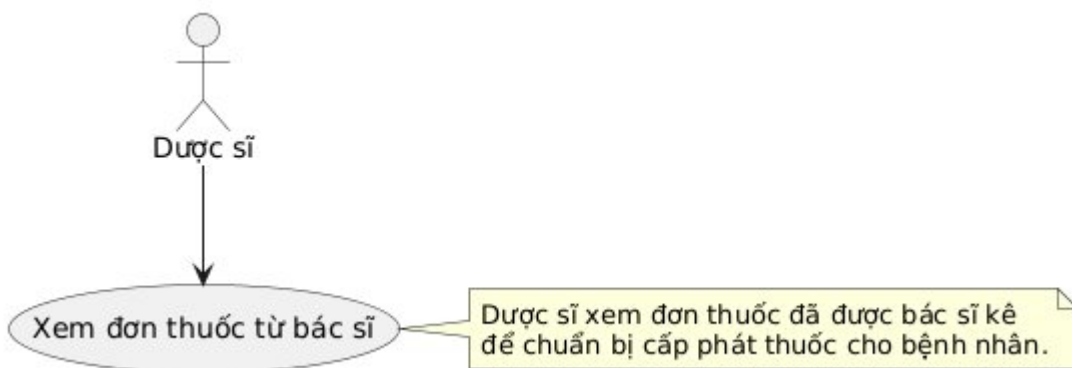 Dược sĩ
Xem đơn thuốc từ bác sĩ
Dược sĩ xem đơn thuốc đã được bác sĩ kê
để chuẩn bị cấp phát thuốc cho bệnh nhân.